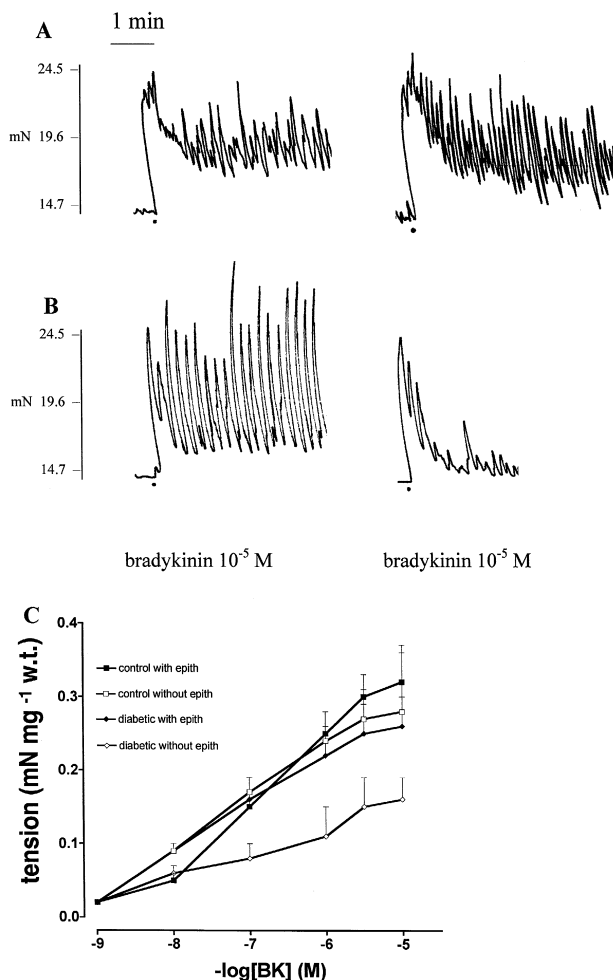 A
1 min
24.5
mN 19.6
14.7
B
24.5
mN 19.6
14.7
bradykinin 10⁻⁵ M bradykinin 10⁻⁵ M
C
tension (mN mg ⁻¹ w.t.)
0.4
0.3
0.2
0.1
0.0
control with epith
control without epith
diabetic with epith
diabetic without epith
-9 -8 -7 -6 -5
-log[BK] (M)